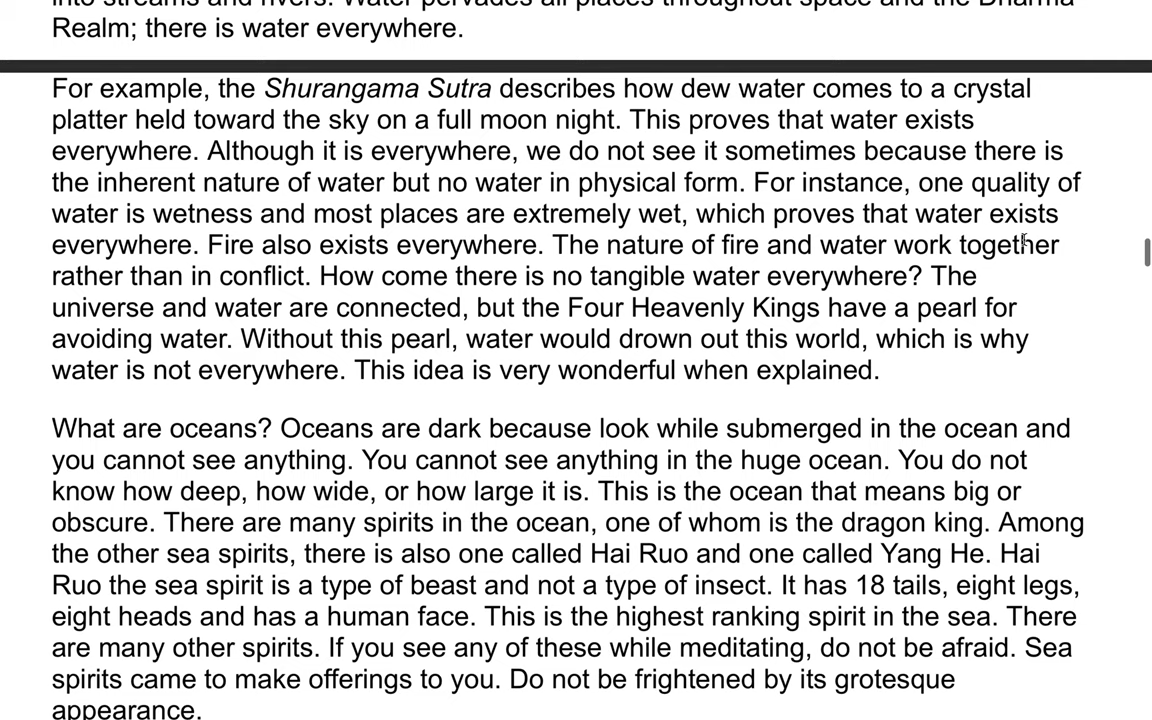 into streams and rivers. Water pervades all places throughout space and the Dharma
Realm; there is water everywhere.
For example, the Shurangama Sutra describes how dew water comes to a crystal
platter held toward the sky on a full moon night. This proves that water exists
everywhere. Although it is everywhere, we do not see it sometimes because there is
the inherent nature of water but no water in physical form. For instance, one quality of
water is wetness and most places are extremely wet, which proves that water exists
everywhere. Fire also exists everywhere. The nature of fire and water work together
rather than in conflict. How come there is no tangible water everywhere? The
universe and water are connected, but the Four Heavenly Kings have a pearl for
avoiding water. Without this pearl, water would drown out this world, which is why
water is not everywhere. This idea is very wonderful when explained.
What are oceans? Oceans are dark because look while submerged in the ocean and
you cannot see anything. You cannot see anything in the huge ocean. You do not
know how deep, how wide, or how large it is. This is the ocean that means big or
obscure. There are many spirits in the ocean, one of whom is the dragon king. Among
the other sea spirits, there is also one called Hai Ruo and one called Yang He. Hai
Ruo the sea spirit is a type of beast and not a type of insect. It has 18 tails, eight legs,
eight heads and has a human face. This is the highest ranking spirit in the sea. There
are many other spirits. If you see any of these while meditating, do not be afraid. Sea
spirits came to make offerings to you. Do not be frightened by its grotesque
appearance.